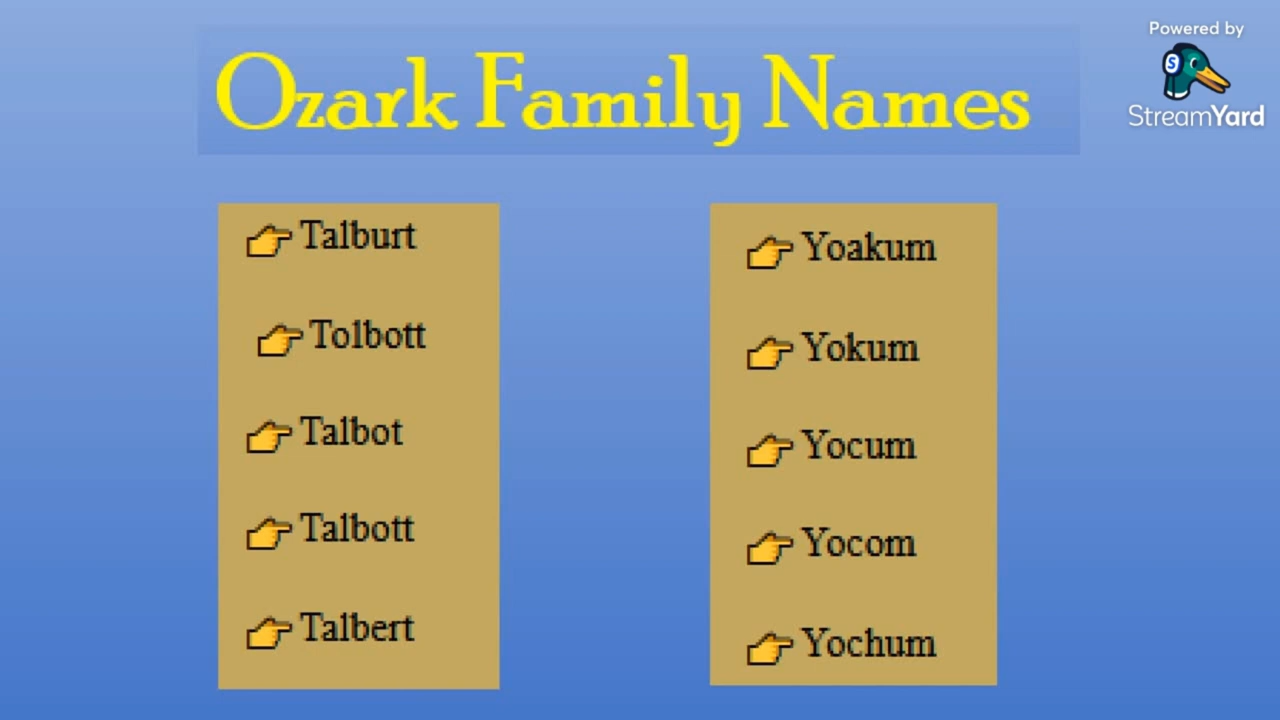 Ozark Family Names
Powered by
S
StreamYard
Talburt
Tolbott
Talbot
Talbott
Talbert
Yoakum
Yokum
Yocum
Yocom
Yochum